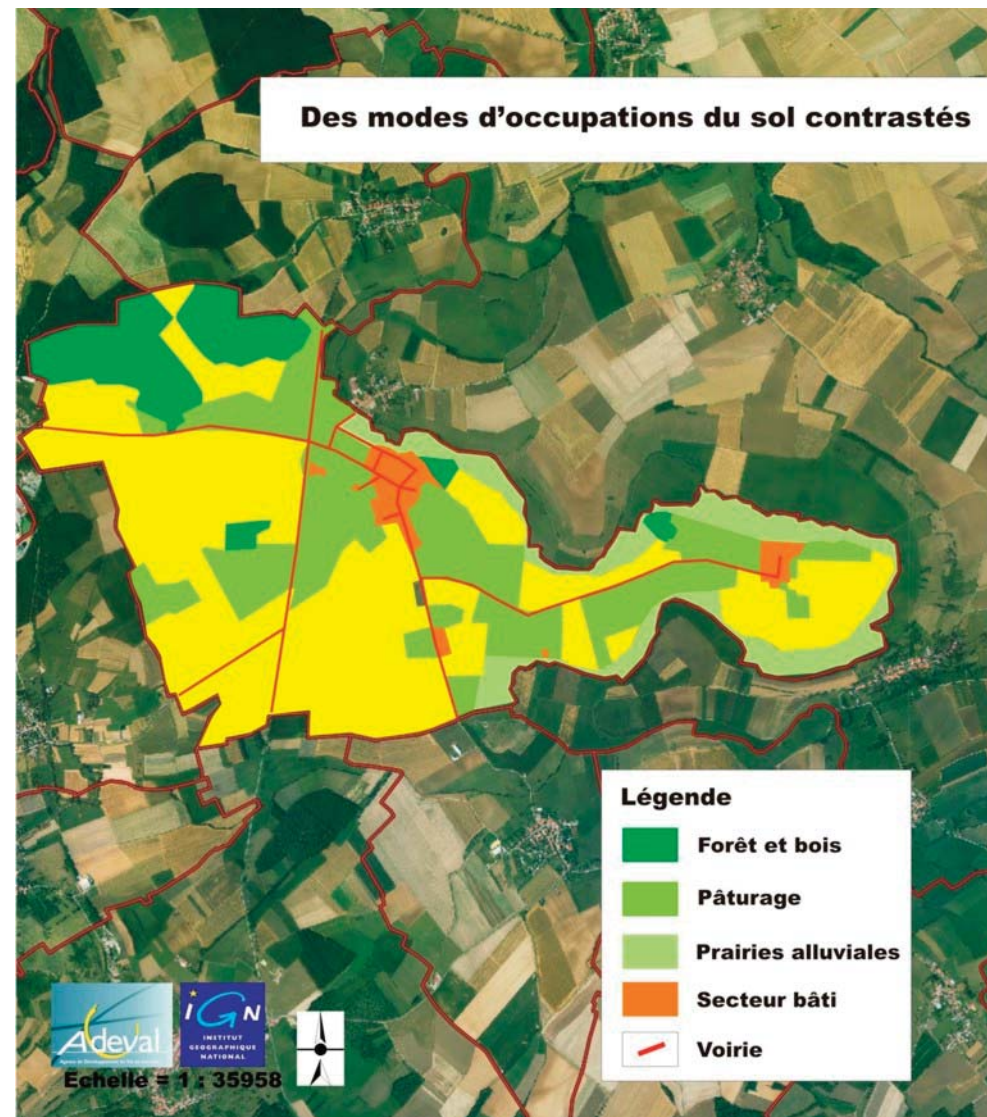 Des modes d'occupations du sol contrastés
Légende
Forêt et bois
Pâturage
Prairies alluviales
Secteur bâti
Voirie
Adeval
IGN
INSTITUT
GEOGRAPHIQUE
NATIONAL
Echelle = 1 : 35958